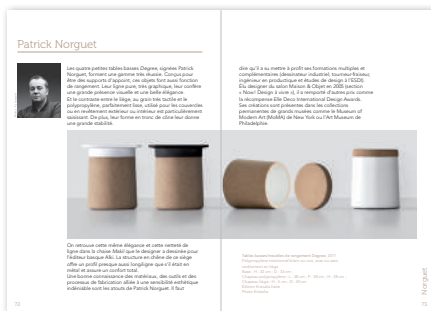 Patrick Norguet
Les quatre petites tables basses Degree, signées Patrick
Norguet, forment une gamme très réussie. Conçus pour
être des supports d'appoint, ces objets font aussi fonction
de rangement. Leur ligne pure, très graphique, leur confère
une grande présence visuelle et une belle élégance.
Et le contraste entre le liège, au grain très tactile et le
polypropylène, parfaitement lisse, utilisé pour les couvercles
ou en revêtement extérieur ou intérieur est particulièrement
saisissant. De plus, leur forme en tronc de cône leur donne
une grande stabilité.
On retrouve cette même élégance et cette netteté de
ligne dans la chaise Makil que le designer a dessinée pour
l'éditeur basque Alki. La structure en chêne de ce siège
offre un profil presque aussi longiligne que s'il était en
métal et assure un confort total.
Une bonne connaissance des matériaux, des outils et des
processus de fabrication alliée à une sensibilité esthétique
indéniable sont les atouts de Patrick Norguet. Il faut
72
dire qu'il a su mettre à profit ses formations multiples et
complémentaires (dessinateur industriel, tourneur-fraiseur,
ingénieur en productique et études de design à l'ESDI).
Élu designer du salon Maison & Objet en 2005 (section
« Now! Design à vivre »), il a remporté d'autres prix comme
la récompense Elle Deco International Design Awards.
Ses créations sont présentes dans les collections
permanentes de grands musées comme le Museum of
Modern Art (MoMA) de New York ou l'Art Museum de
Philadelphie.
Tables basses/meubles de rangement Degree, 2011
Norguet
73